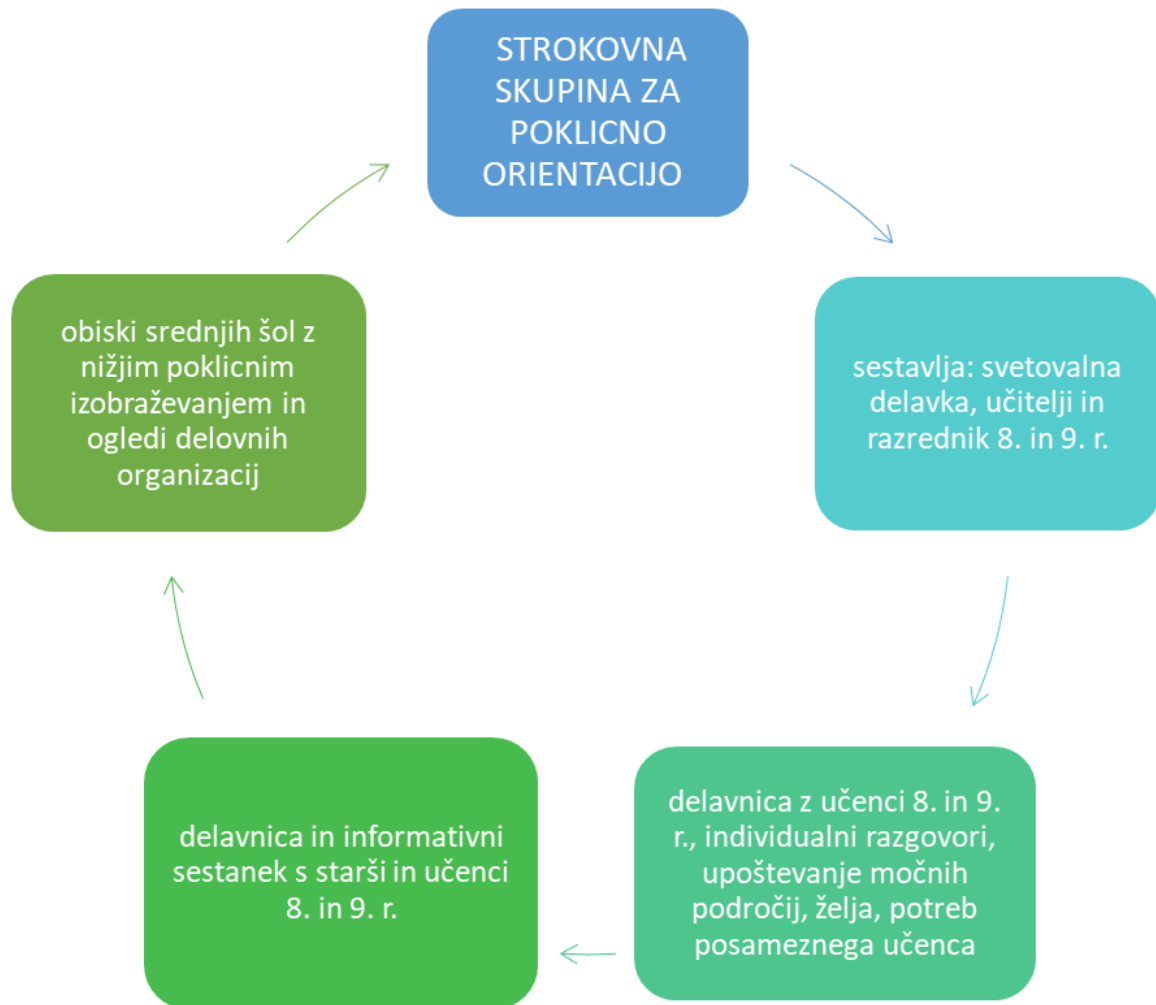 STROKOVNA
SKUPINA ZA
POKLICNO
ORIENTACIJO
sestavlja: svetovalna
delavka, učitelji in
razrednik 8. in 9. r.
delavnica z učenci 8. in 9.
r., individualni razgovori,
upoštevanje močnih
področij, želja, potreb
posameznega učenca
delavnica in informativni
sestanek s starši in učenci
8. in 9. r.
obiski srednjih šol z
nižjim poklicnim
izobraževanjem in
ogledi delovnih
organizacij